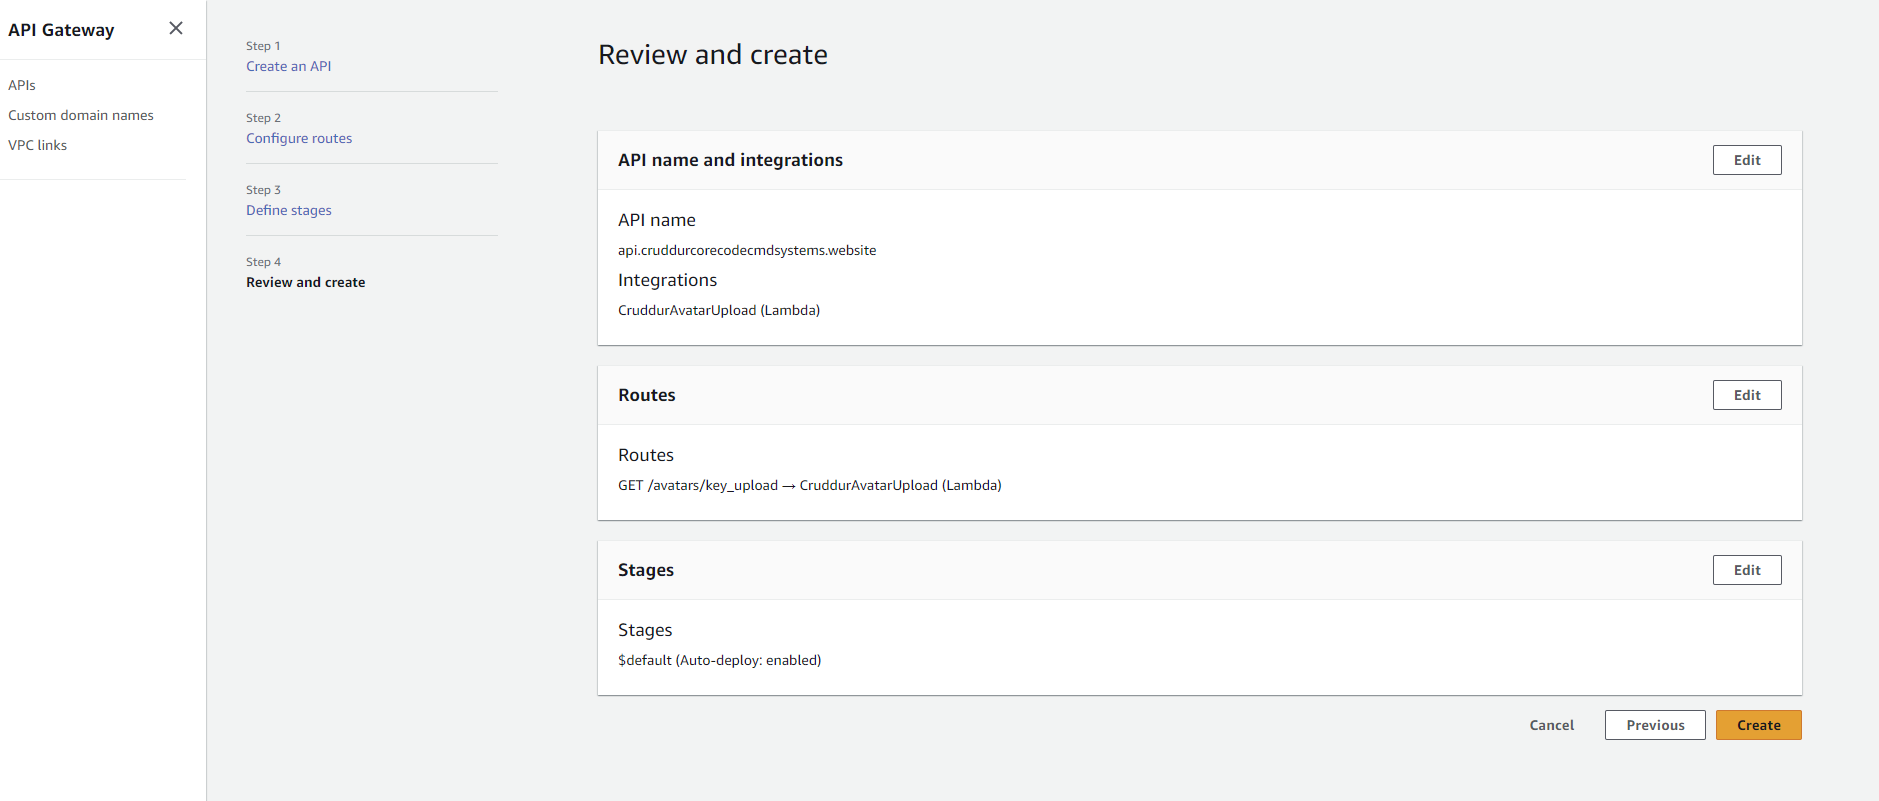 API Gateway
APIs
Custom domain names
VPC links
Step 1
Create an API
Step 2
Configure routes
Step 3
Define stages
Step 4
Review and create
Review and create
API name and integrations
Edit
API name
api.cruddurcorecodecmdsystems.website
Integrations
CruddurAvatarUpload (Lambda)
Routes
Edit
Routes
GET /avatars/key_upload → CruddurAvatarUpload (Lambda)
Stages
Edit
Stages
$default (Auto-deploy: enabled)
Cancel
Previous
Create